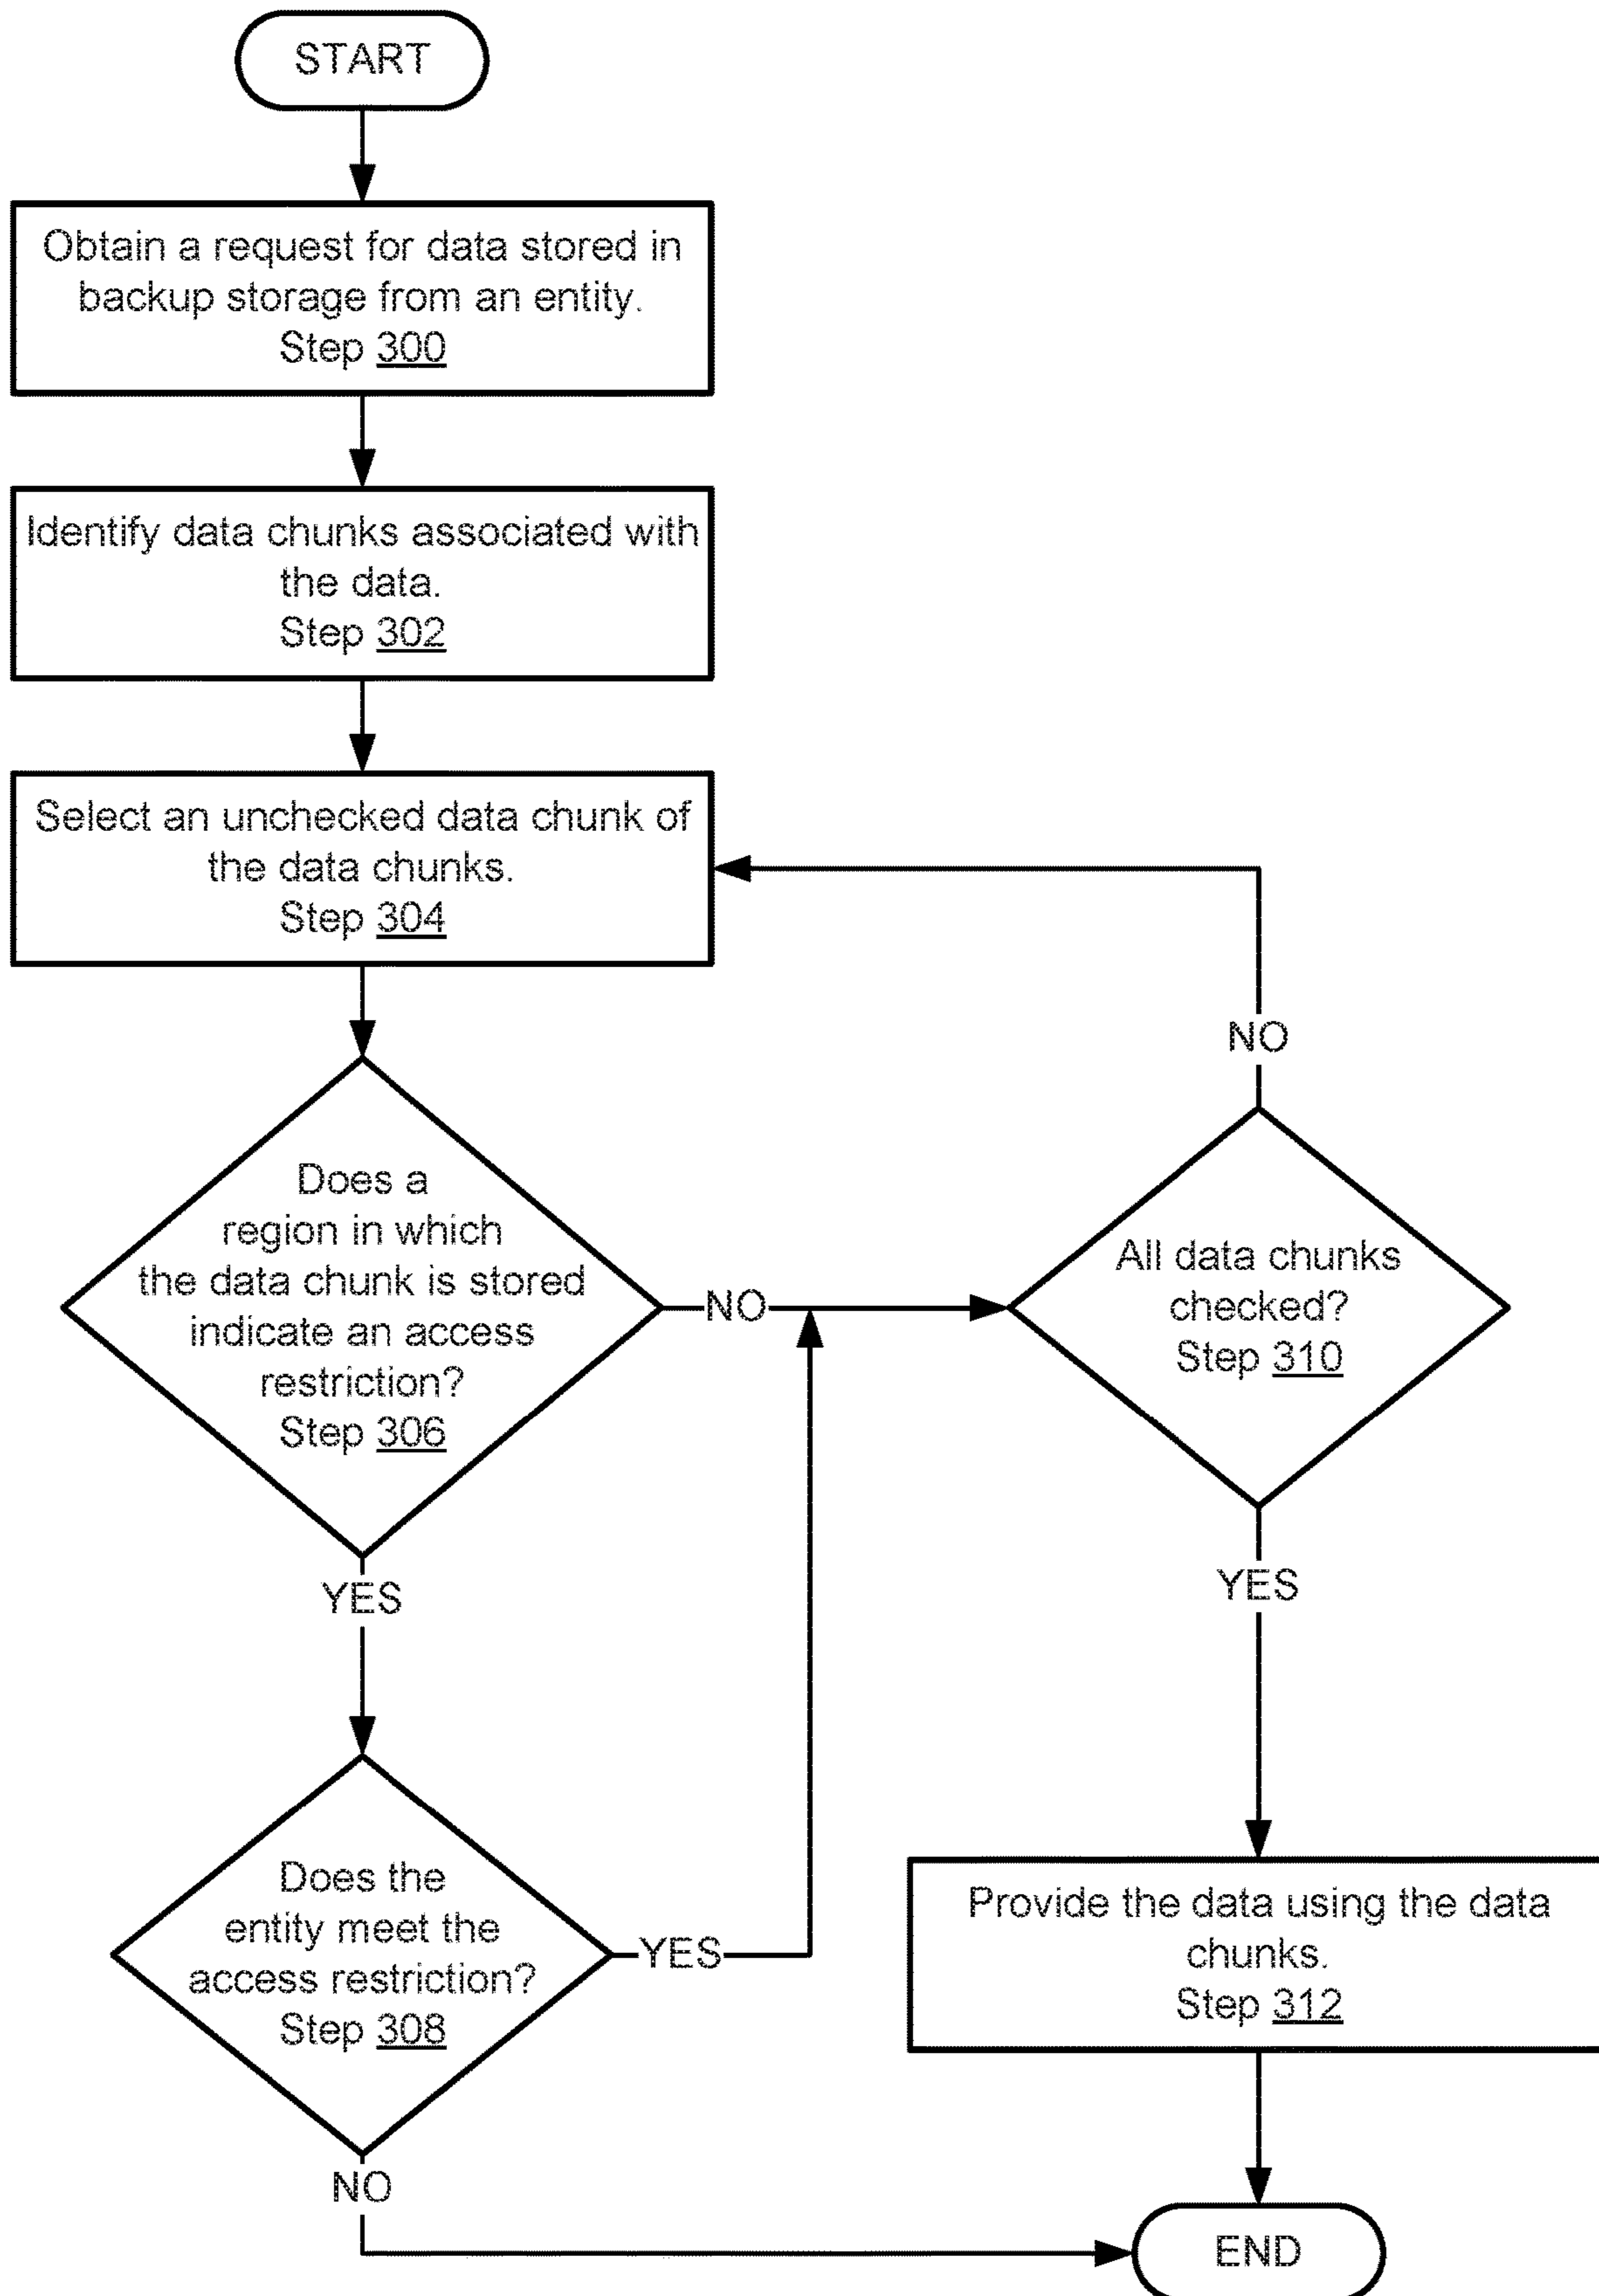 START
Obtain a request for data stored in
backup storage from an entity.
Step 300
Identify data chunks associated with
the data.
Step 302
Select an unchecked data chunk of
the data chunks.
Step 304
NO
Does a
region in which
the data chunk is stored
indicate an access
restriction?
Step 306
NO
All data chunks
checked?
Step 310
YES
YES
Does the
entity meet the
access restriction?
Step 308
YES
Provide the data using the data
chunks.
Step 312
NO
END